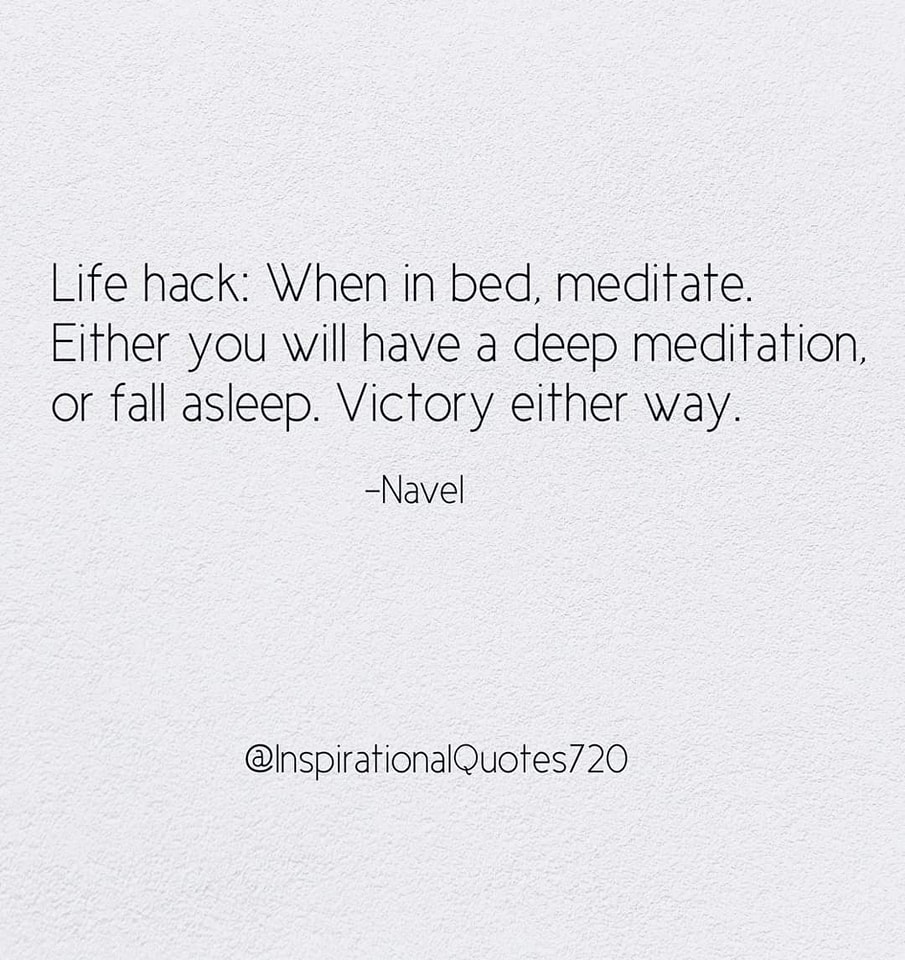 Life hack: When in bed, meditate.
Either you will have a deep meditation,
or fall asleep. Victory either way.
-Navel
@InspirationalQuotes720